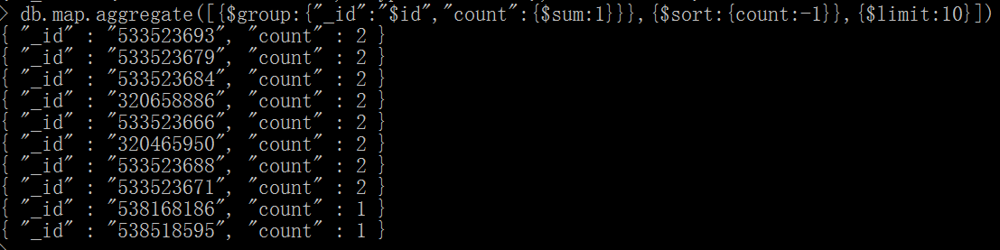 > db.map.aggregate([{$group:{"_id":"$id","count":{$sum:1}}},{$sort:{count:-1}},{$limit:10}])
{ "_id" : "533523693", "count" : 2 }
{ "_id" : "533523679", "count" : 2 }
{ "_id" : "533523684", "count" : 2 }
{ "_id" : "320658886", "count" : 2 }
{ "_id" : "533523666", "count" : 2 }
{ "_id" : "320465950", "count" : 2 }
{ "_id" : "533523688", "count" : 2 }
{ "_id" : "533523671", "count" : 2 }
{ "_id" : "538168186", "count" : 1 }
{ "_id" : "538518595", "count" : 1 }